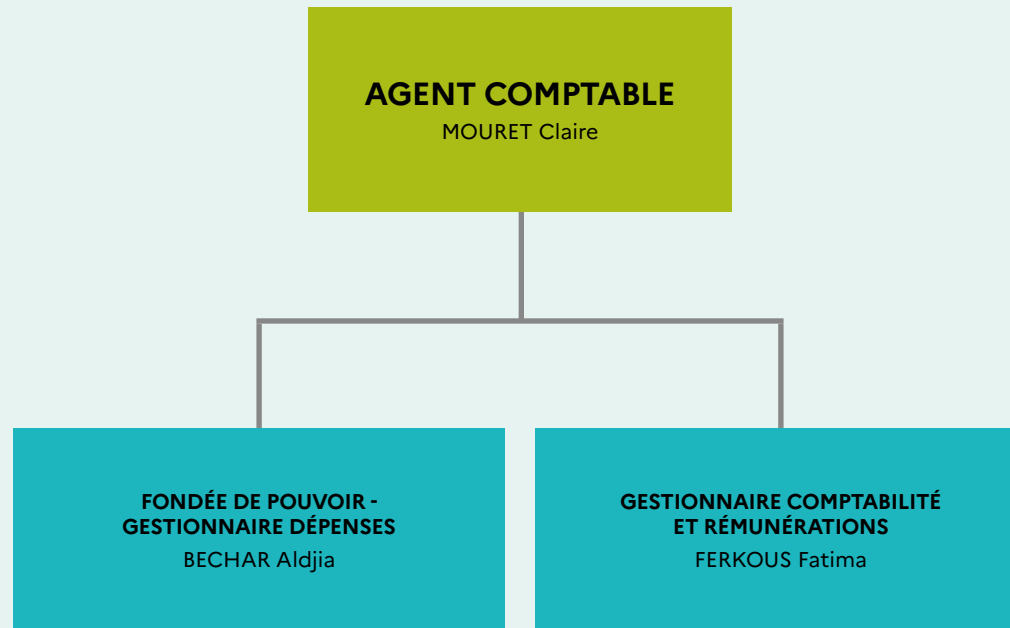 AGENT COMPTABLE
MOURET Claire
FONDÉE DE POUVOIR -
GESTIONNAIRE DÉPENSES
BECHAR Aldjia
GESTIONNAIRE COMPTABILITÉ
ET RÉMUNÉRATIONS
FERKOUS Fatima